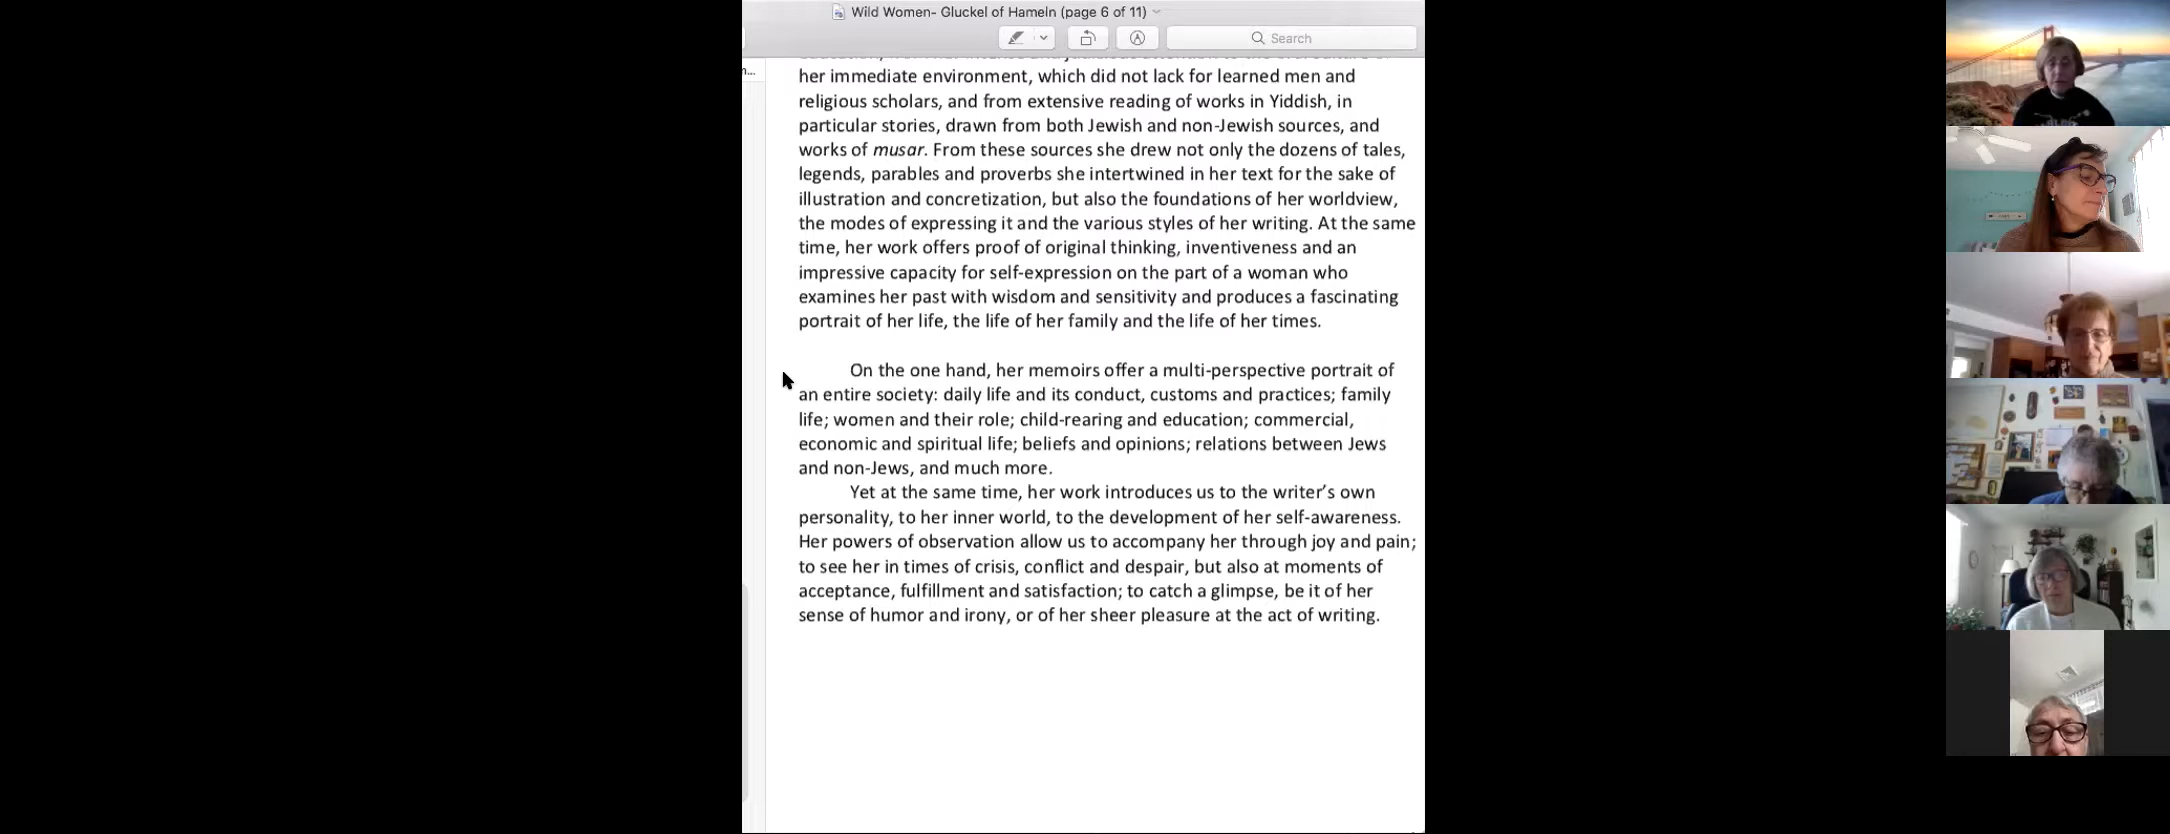 Wild Women- Gluckel of Hameln (page 6 of 11)
Search
n...
her immediate environment, which did not lack for learned men and
religious scholars, and from extensive reading of works in Yiddish, in
particular stories, drawn from both Jewish and non-Jewish sources, and
works of musar. From these sources she drew not only the dozens of tales,
legends, parables and proverbs she intertwined in her text for the sake of
illustration and concretization, but also the foundations of her worldview,
the modes of expressing it and the various styles of her writing. At the same
time, her work offers proof of original thinking, inventiveness and an
impressive capacity for self-expression on the part of a woman who
examines her past with wisdom and sensitivity and produces a fascinating
portrait of her life, the life of her family and the life of her times.
On the one hand, her memoirs offer a multi-perspective portrait of
an entire society: daily life and its conduct, customs and practices; family
life; women and their role; child-rearing and education; commercial,
economic and spiritual life; beliefs and opinions; relations between Jews
and non-Jews, and much more.
Yet at the same time, her work introduces us to the writer’s own
personality, to her inner world, to the development of her self-awareness.
Her powers of observation allow us to accompany her through joy and pain;
to see her in times of crisis, conflict and despair, but also at moments of
acceptance, fulfillment and satisfaction; to catch a glimpse, be it of her
sense of humor and irony, or of her sheer pleasure at the act of writing.